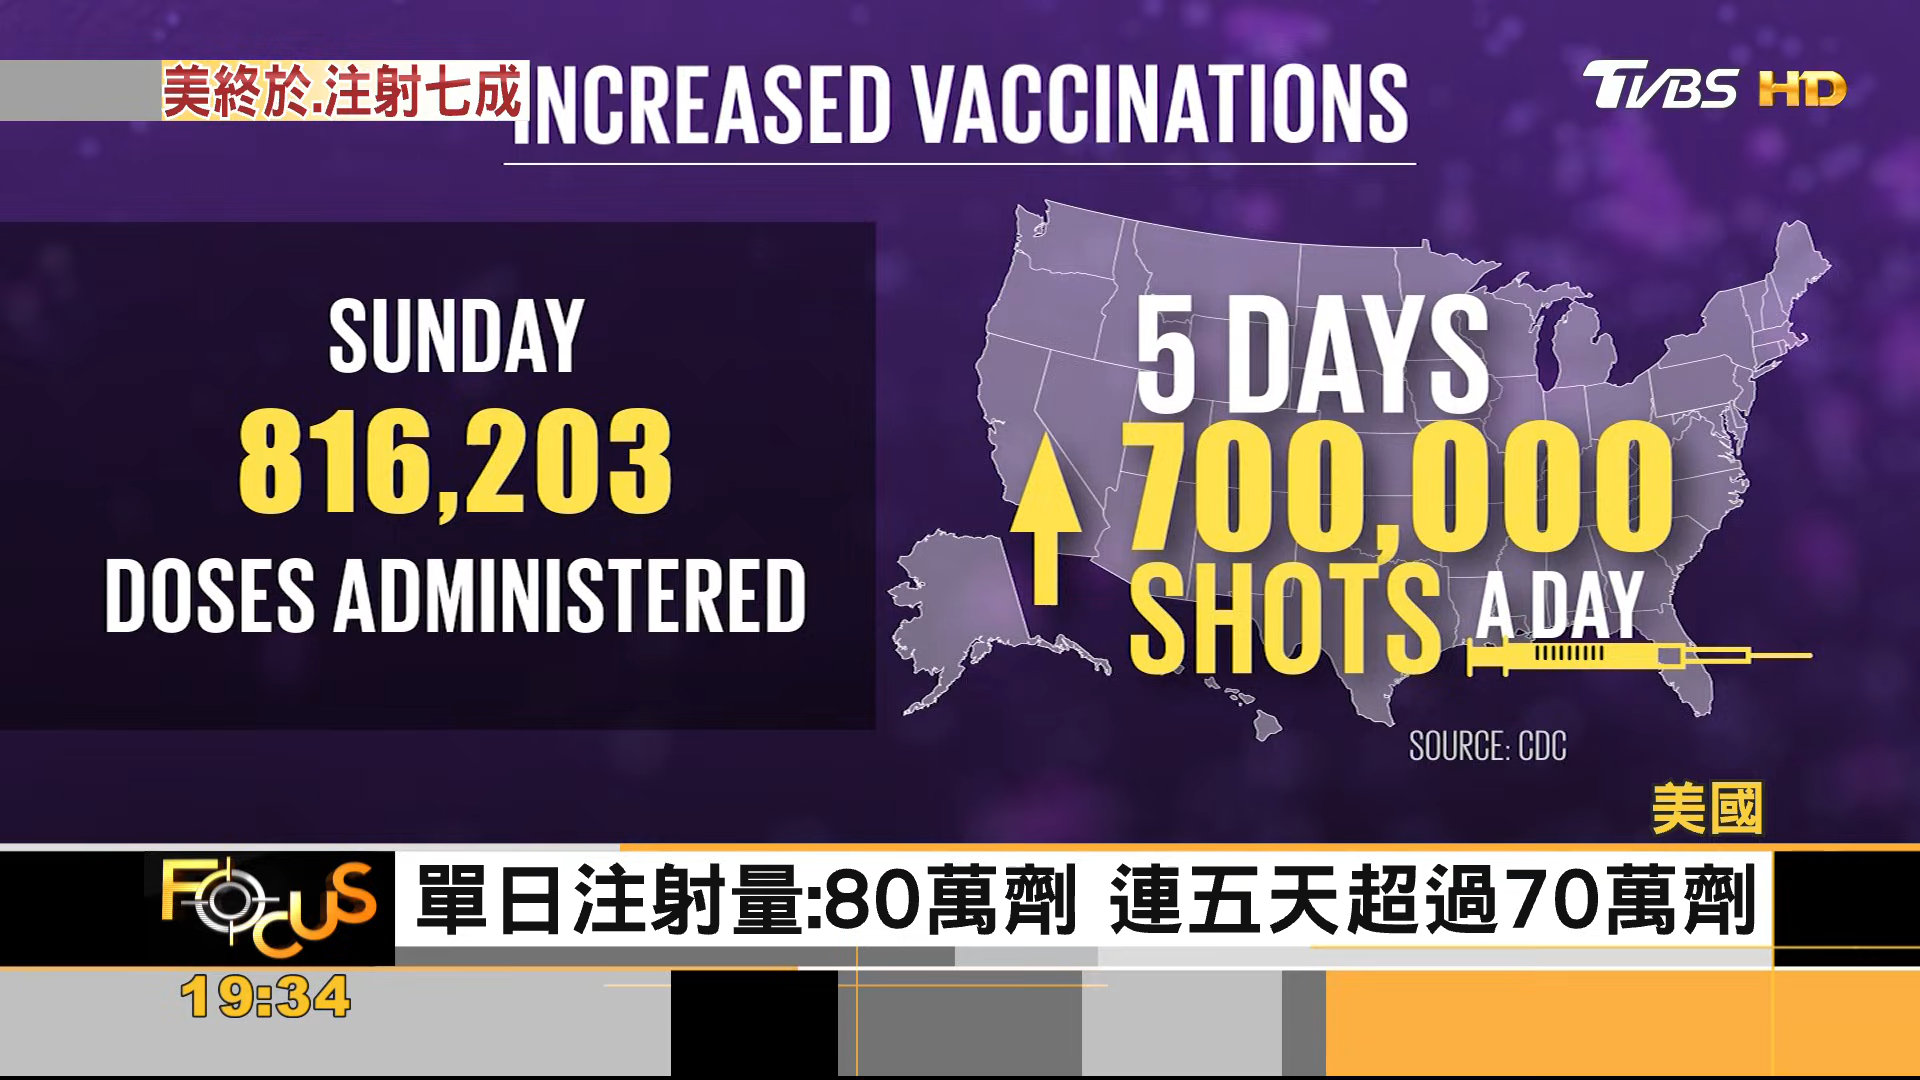 美終於.注射七成
INCREASED VACCINATIONS
TVBS HD
SUNDAY
816,203
DOSES ADMINISTERED
5 DAYS
700,000
SHOTS A DAY
SOURCE: CDC
美國
FOCUS
單日注射量:80萬劑 連五天超過70萬劑
19:34